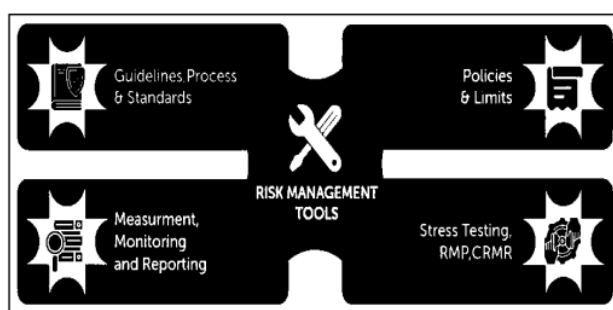 Guidelines,Process
& Standards
Policies
& Limits
RISK MANAGEMENT
TOOLS
Measurment,
Monitoring
and Reporting
Stress Testing,
RMP,CRMR